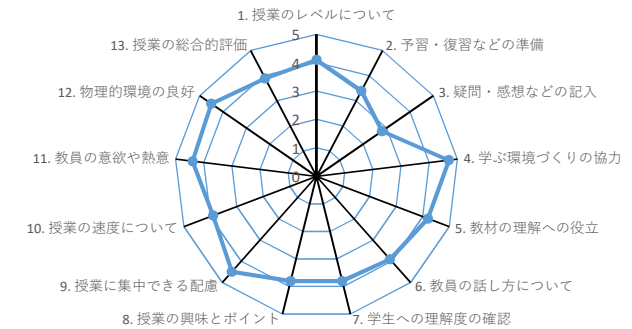 1. 授業のレベルについて
2. 予習・復習などの準備
3. 疑問・感想などの記入
4. 学ぶ環境づくりの協力
5. 教材の理解への役立
6. 教員の話し方について
7. 学生への理解度の確認
8. 授業の興味とポイント
9. 授業に集中できる配慮
10. 授業の速度について
11. 教員の意欲や熱意
12. 物理的環境の良好
13. 授業の総合的評価
5
4
3
2
1
0